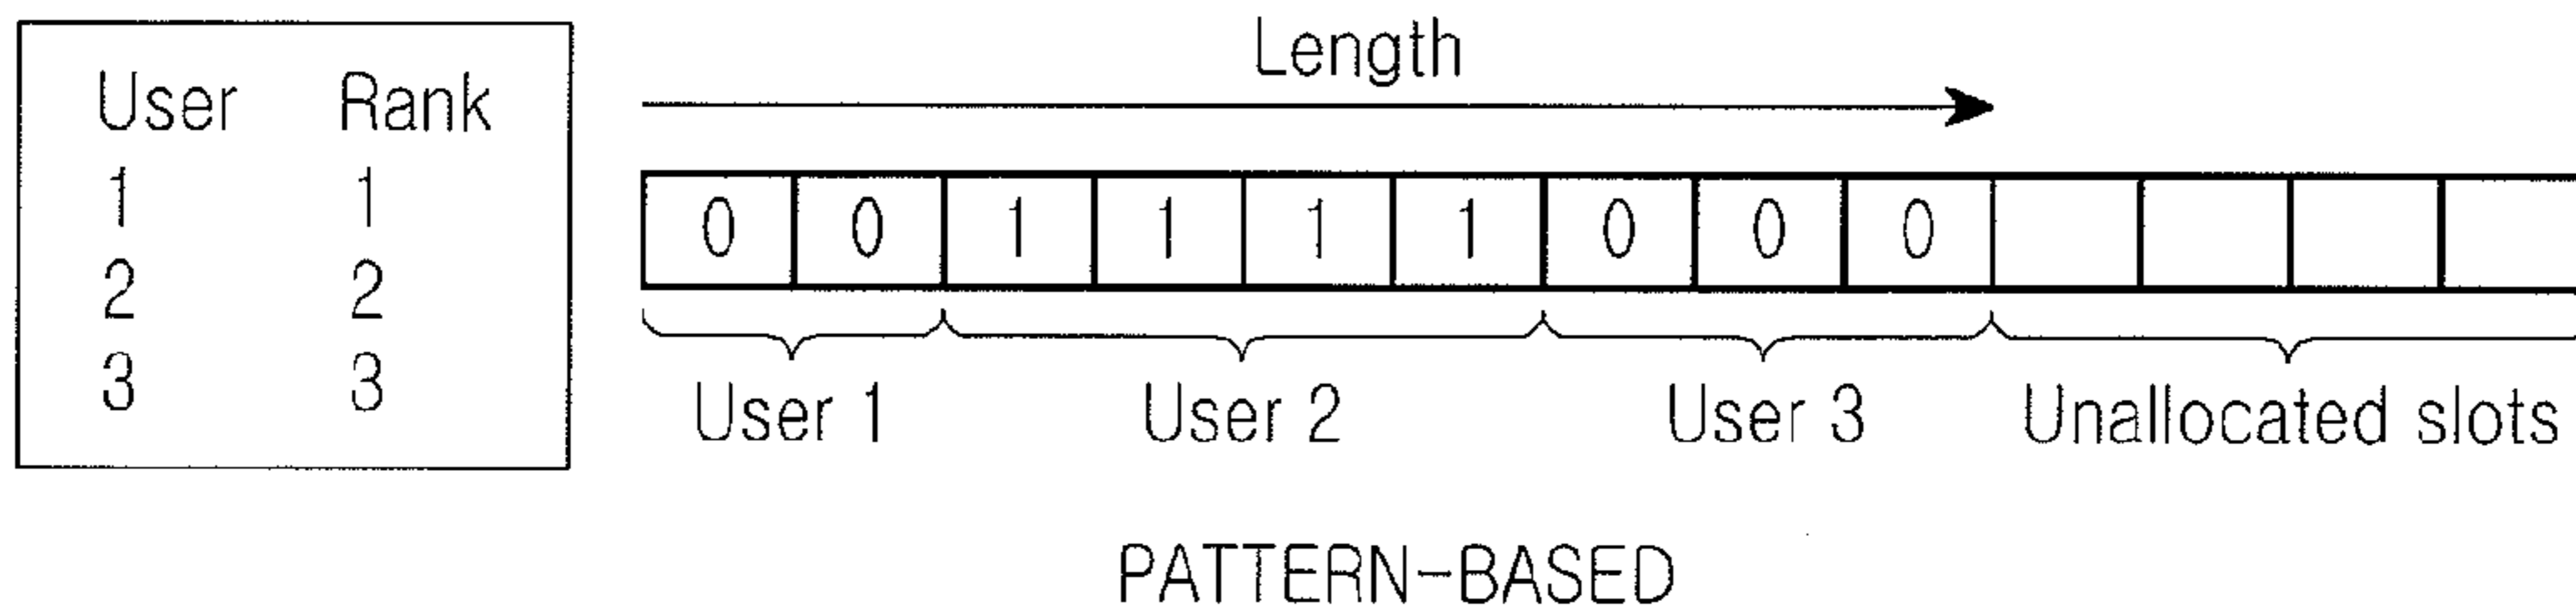 User Rank
1 1
2 2
3 3
Length
0 0 1 1 1 1 0 0 0
User 1 User 2 User 3 Unallocated slots
PATTERN-BASED